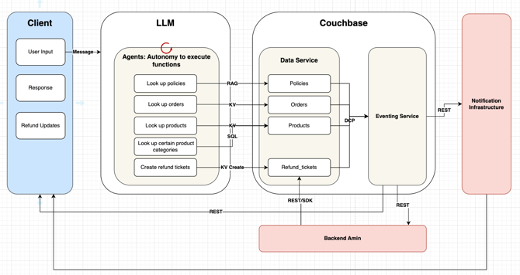 Client
LLM
Couchbase
User Input
Response
Refund Updates
Message
Agents: Autonomy to execute
functions
Look up policies
Look up orders
Look up products
Look up certain product
categories
Create refund tickets
RAG
KV
KV
SQL
KV Create
Data Service
Policies
Orders
Products
Refund_tickets
DCP
Eventing Service
REST
Notification
Infrastructure
REST/SDK
REST
REST
Backend Amin